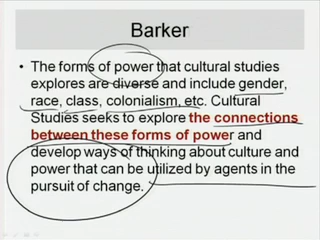 Barker
• The forms of power that cultural studies
explores are diverse and include gender,
race, class, colonialism, etc. Cultural
Studies seeks to explore the connections
between these forms of power and
develop ways of thinking about culture and
power that can be utilized by agents in the
pursuit of change.